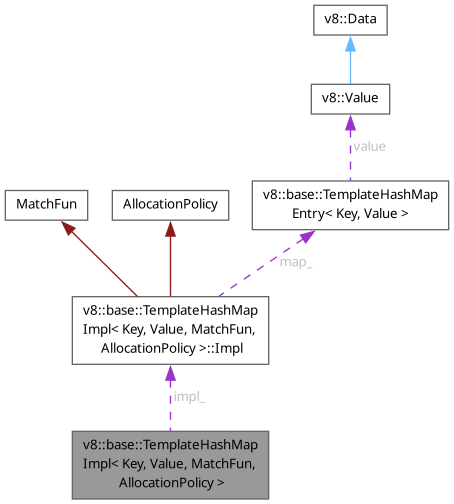 v8::Data
v8::Value
value
v8::base::TemplateHashMap
Entry< Key, Value >
MatchFun
AllocationPolicy
map_
v8::base::TemplateHashMap
Impl< Key, Value, MatchFun,
AllocationPolicy >::Impl
impl_
v8::base::TemplateHashMap
Impl< Key, Value, MatchFun,
AllocationPolicy >